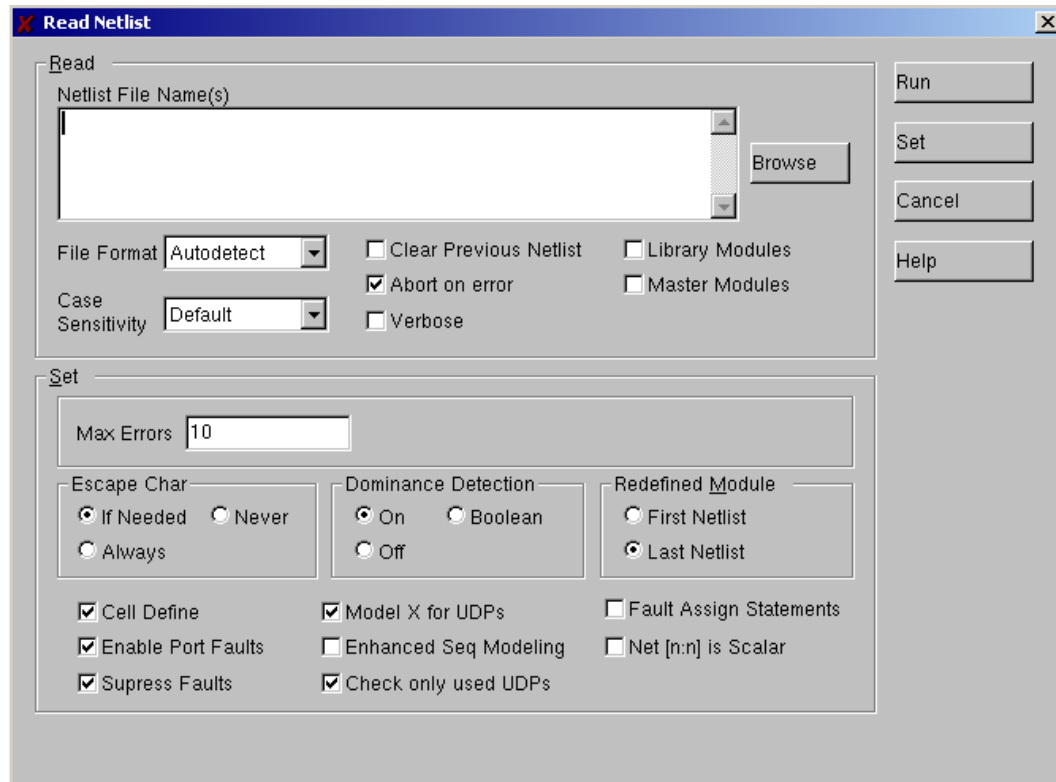 Read Netlist
Read
Netlist File Name(s)
Browse
File Format Autodetect
Case
Sensitivity Default
Clear Previous Netlist
Abort on error
Verbose
Library Modules
Master Modules
Run
Set
Cancel
Help
Set
Max Errors 10
Escape Char
If Needed Never
Always
Dominance Detection
On Boolean
Off
Redefined Module
First Netlist
Last Netlist
Cell Define
Enable Port Faults
Supress Faults
Model X for UDPs
Enhanced Seq Modeling
Check only used UDPs
Fault Assign Statements
Net [n:n] is Scalar